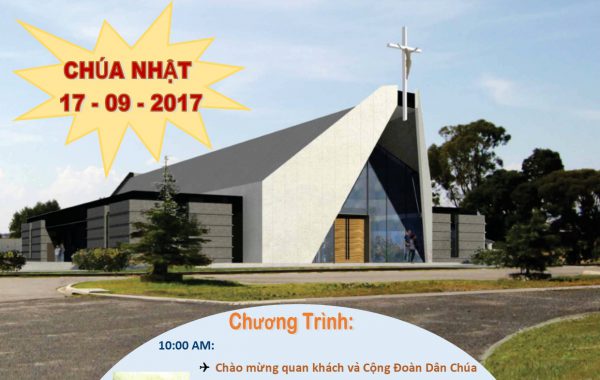 CHÚA NHẬT
17 - 09 - 2017
Chương Trình:
10:00 AM:
Chào mừng quan khách và Cộng Đoàn Dân Chúa